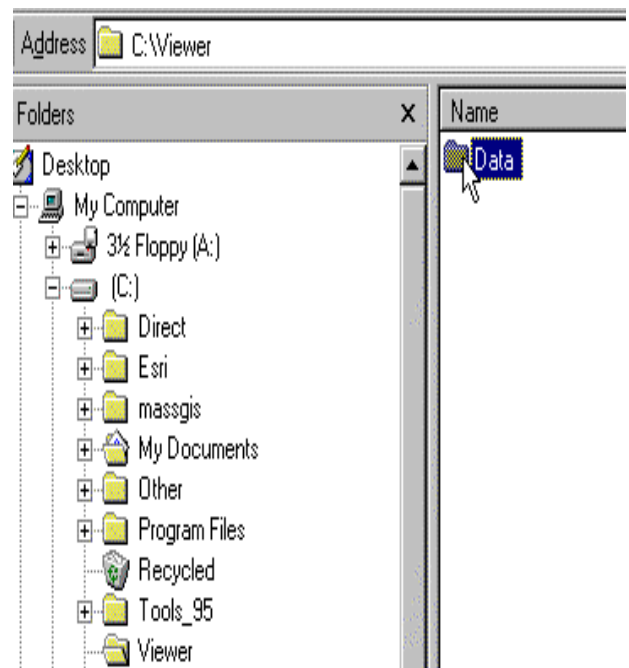 Address C:\Viewer
Folders x Name
Data
Desktop
My Computer
3½ Floppy (A:)
(C:)
Direct
Esri
massgis
My Documents
Other
Program Files
Recycled
Tools_95
Viewer